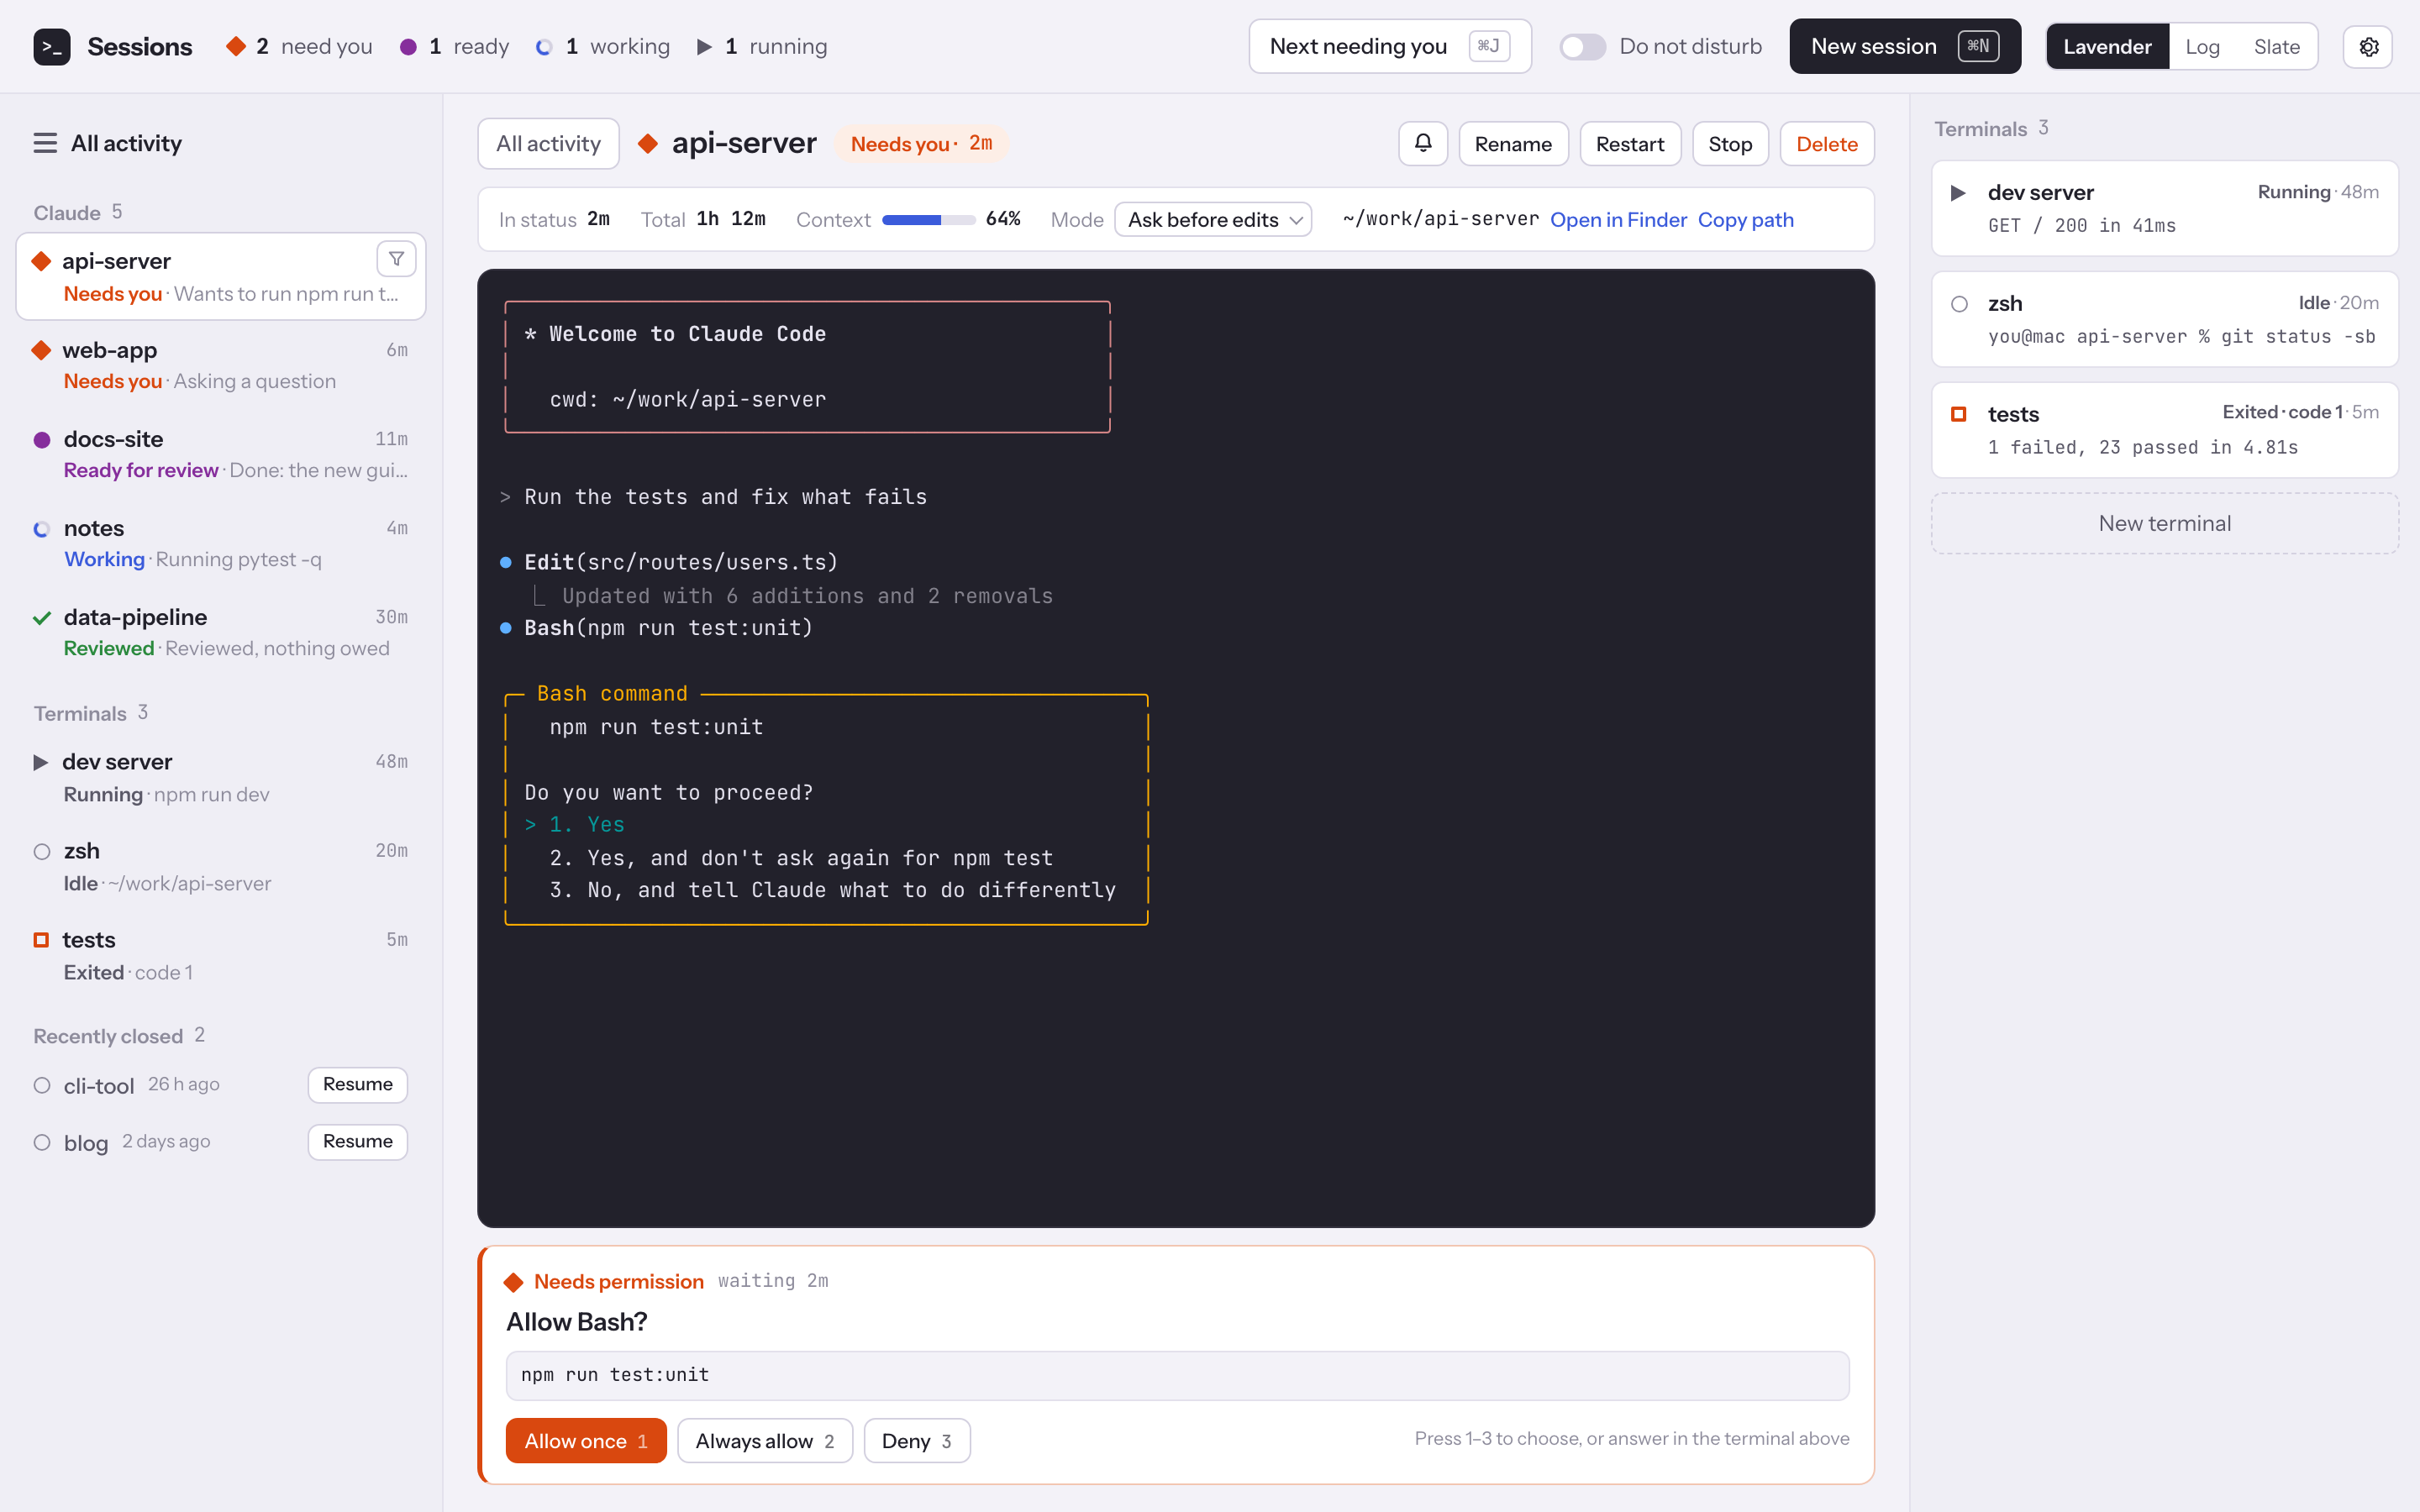 >_ Sessions 2 need you 1 ready 1 working 1 running Next needing you ⌘J Do not disturb New session ⌘N Lavender Log Slate
All activity
Claude 5
api-server
Needs you · Wants to run npm run t...
web-app 6m
Needs you · Asking a question
docs-site 11m
Ready for review · Done: the new gui...
notes 4m
Working · Running pytest -q
data-pipeline 30m
Reviewed · Reviewed, nothing owed
Terminals 3
dev server 48m
Running · npm run dev
zsh 20m
Idle · ~/work/api-server
tests 5m
Exited · code 1
Recently closed 2
cli-tool 26 h ago Resume
blog 2 days ago Resume
All activity api-server Needs you · 2m Rename Restart Stop Delete
In status 2m Total 1h 12m Context 64% Mode Ask before edits ~/work/api-server Open in Finder Copy path
* Welcome to Claude Code
cwd: ~/work/api-server
> Run the tests and fix what fails
Edit(src/routes/users.ts)
Updated with 6 additions and 2 removals
Bash(npm run test:unit)
Bash command
npm run test:unit
Do you want to proceed?
> 1. Yes
2. Yes, and don't ask again for npm test
3. No, and tell Claude what to do differently
Needs permission waiting 2m
Allow Bash?
npm run test:unit
Allow once 1 Always allow 2 Deny 3 Press 1–3 to choose, or answer in the terminal above
Terminals 3
dev server Running · 48m
GET / 200 in 41ms
zsh Idle · 20m
you@mac api-server % git status -sb
tests Exited · code 1 · 5m
1 failed, 23 passed in 4.81s
New terminal